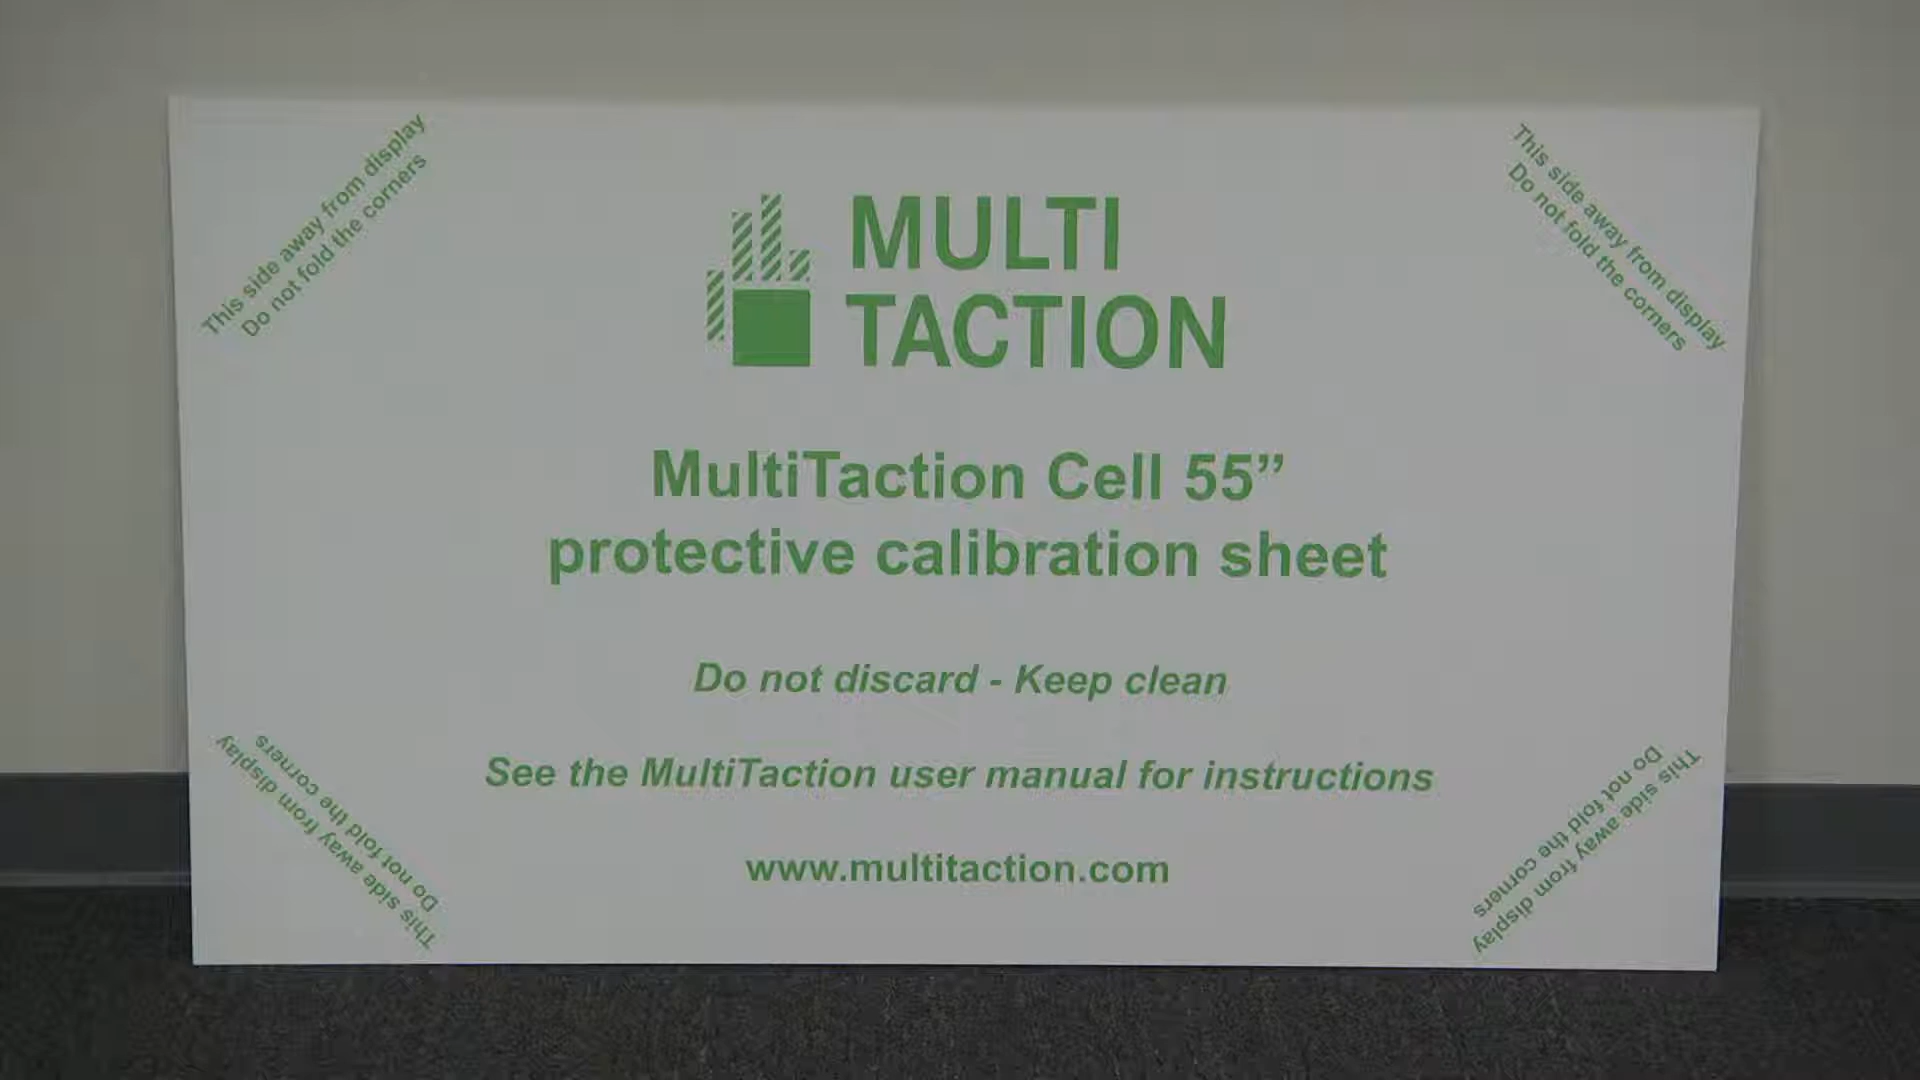 This side away from display
Do not fold the corners
This side away from display
Do not fold the corners
MULTI
TACTION
MultiTaction Cell 55”
protective calibration sheet
Do not discard - Keep clean
See the MultiTaction user manual for instructions
www.multitaction.com
This side away from display
Do not fold the corners
This side away from display
Do not fold the corners